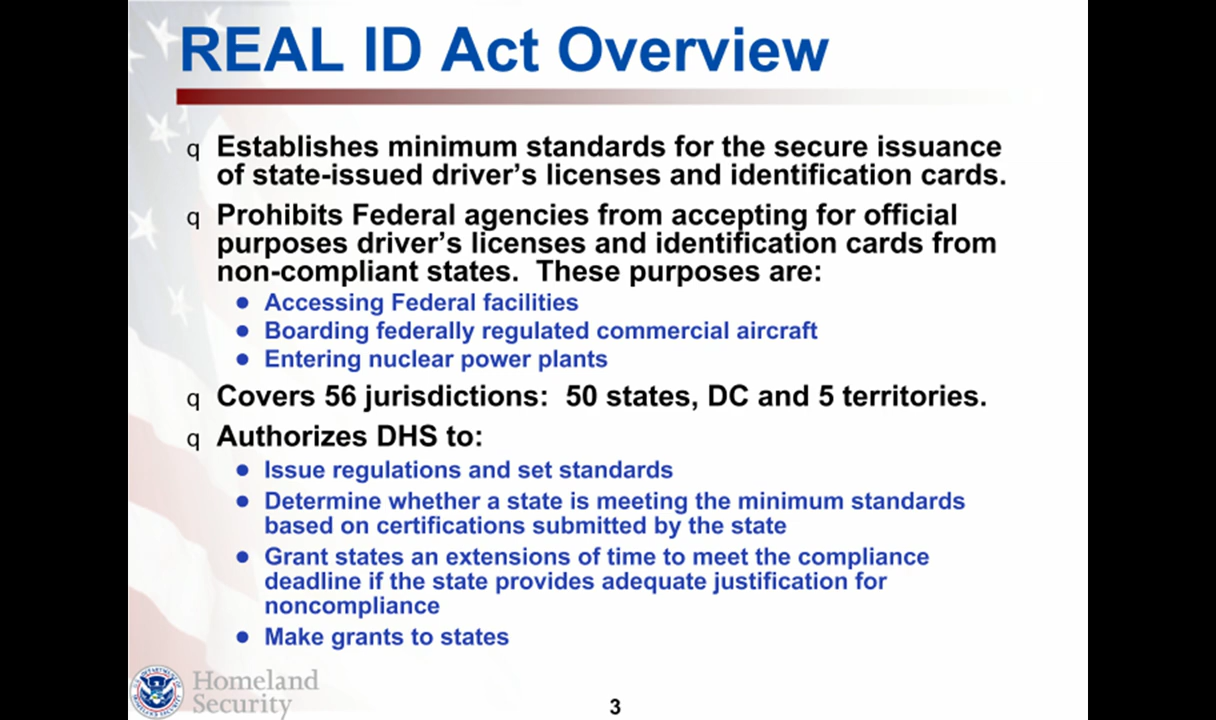 REAL ID Act Overview
q Establishes minimum standards for the secure issuance
of state-issued driver’s licenses and identification cards.
q Prohibits Federal agencies from accepting for official
purposes driver’s licenses and identification cards from
non-compliant states.  These purposes are:
● Accessing Federal facilities
● Boarding federally regulated commercial aircraft
● Entering nuclear power plants
q Covers 56 jurisdictions:  50 states, DC and 5 territories.
q Authorizes DHS to:
● Issue regulations and set standards
● Determine whether a state is meeting the minimum standards
based on certifications submitted by the state
● Grant states an extensions of time to meet the compliance
deadline if the state provides adequate justification for
noncompliance
● Make grants to states
Homeland
Security
3